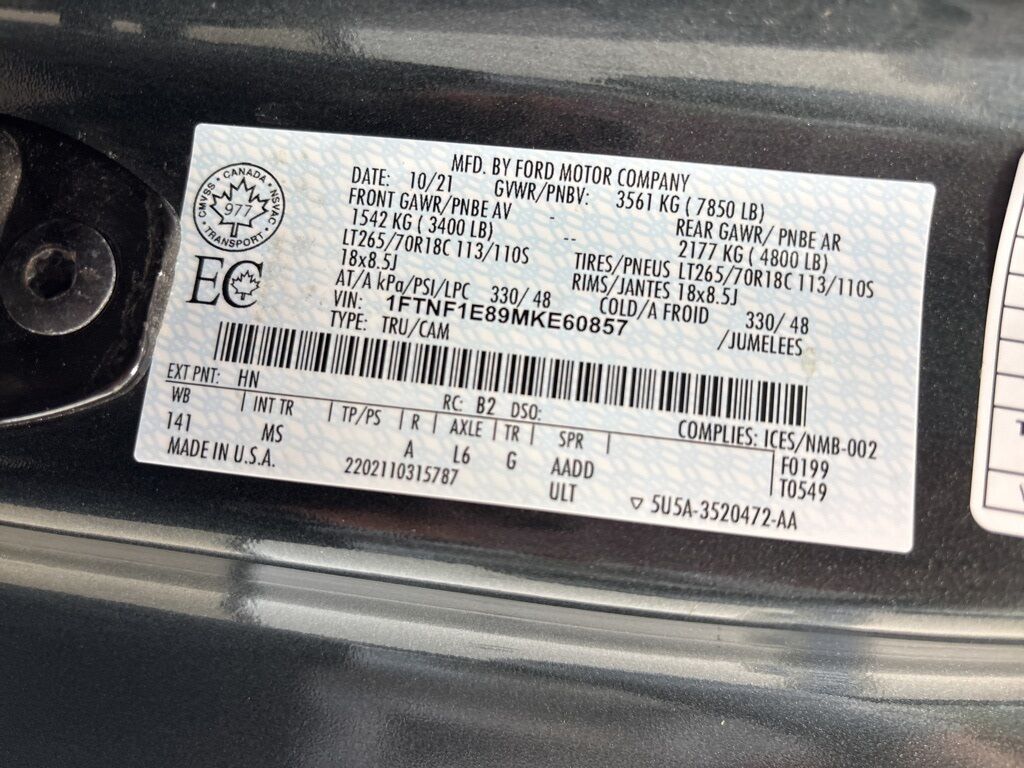 MFD. BY FORD MOTOR COMPANY
DATE: 10/21 GVWR/PNBV: 3561 KG ( 7850 LB)
FRONT GAWR/PNBE AV - REAR GAWR/ PNBE AR
1542 KG ( 3400 LB) -- 2177 KG ( 4800 LB)
LT265/70R18C 113/110S TIRES/PNEUS LT265/70R18C 113/110S
18x8.5J RIMS/JANTES 18x8.5J
AT/A kPa/PSI/LPC 330/ 48 COLD/A FROID 330/ 48
VIN: 1FTNF1E89MKE60857 /JUMELEES
TYPE: TRU/CAM
CMVSS · CANADA · NSVAC
977
· TRANSPORT ·
EC
EXT PNT: HN RC: B2 DSO:
WB INT TR TP/PS R AXLE TR SPR COMPLIES: ICES/NMB-002
141 MS A L6 G AADD F0199
MADE IN U.S.A. 2202110315787 ULT T0549
▽ 5U5A-3520472-AA